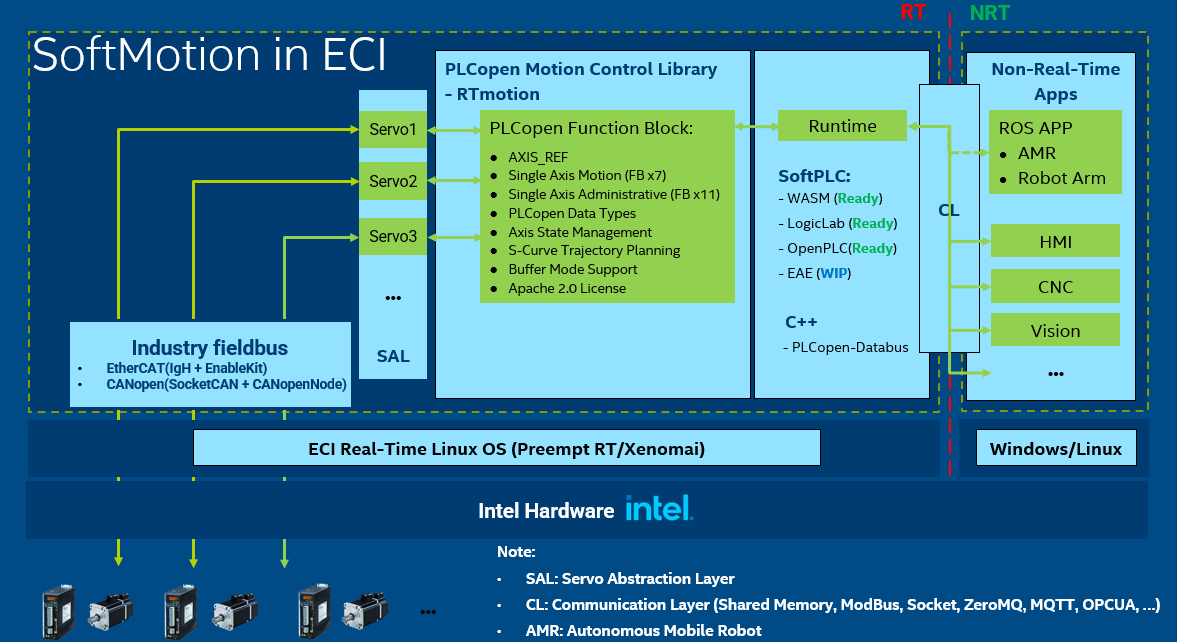 RT
NRT
SoftMotion in ECI
PLCopen Motion Control Library
- RTmotion
Non-Real-Time
Apps
Servo1
Servo2
Servo3
...
SAL
PLCopen Function Block:
● AXIS_REF
● Single Axis Motion (FB x7)
● Single Axis Administrative (FB x11)
● PLCopen Data Types
● Axis State Management
● S-Curve Trajectory Planning
● Buffer Mode Support
● Apache 2.0 License
Runtime
SoftPLC:
- WASM (Ready)
- LogicLab (Ready)
- OpenPLC(Ready)
- EAE (WIP)
C++
- PLCopen-Databus
CL
ROS APP
● AMR
● Robot Arm
HMI
CNC
Vision
...
Industry fieldbus
• EtherCAT(IgH + EnableKit)
• CANopen(SocketCAN + CANopenNode)
ECI Real-Time Linux OS (Preempt RT/Xenomai)
Windows/Linux
Intel Hardware intel.
Note:
• SAL: Servo Abstraction Layer
• CL: Communication Layer (Shared Memory, ModBus, Socket, ZeroMQ, MQTT, OPCUA, ...)
• AMR: Autonomous Mobile Robot
...